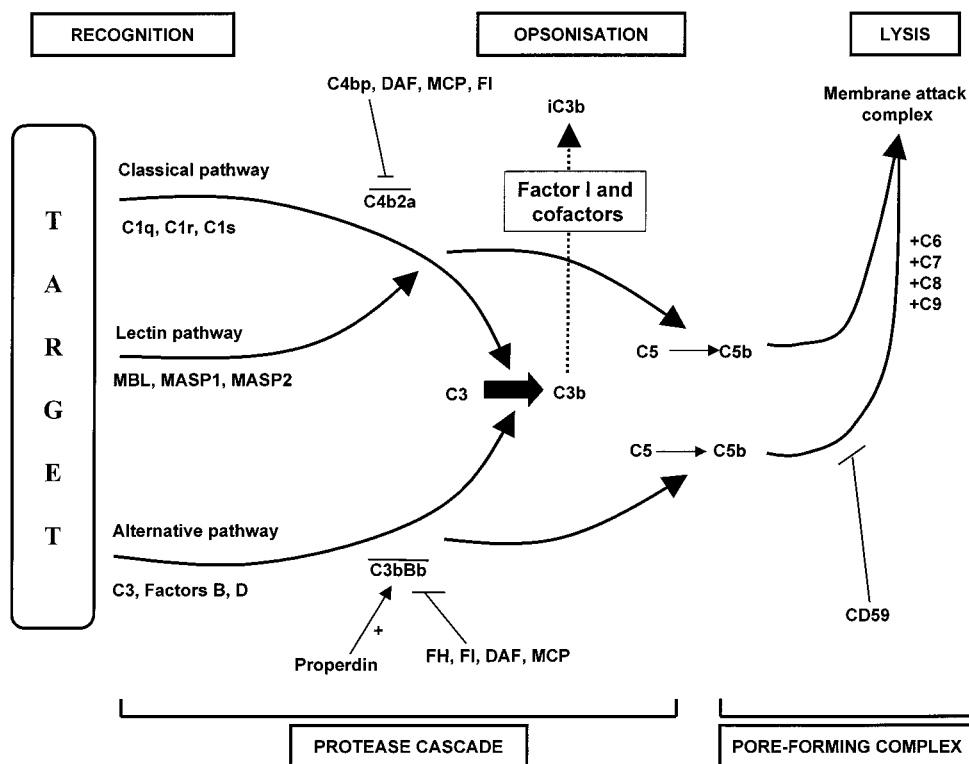 RECOGNITION
OPSONISATION
LYSIS
C4bp, DAF, MCP, FI
iC3b
Membrane attack
complex
Classical pathway
C4b2a
Factor I and
cofactors
C1q, C1r, C1s
+C6
+C7
+C8
+C9
T
A
R
G
E
T
Lectin pathway
MBL, MASP1, MASP2
C5
C5b
C3
C3b
C5
C5b
Alternative pathway
C3bBb
C3, Factors B, D
+
Properdin
FH, FI, DAF, MCP
CD59
PROTEASE CASCADE
PORE-FORMING COMPLEX